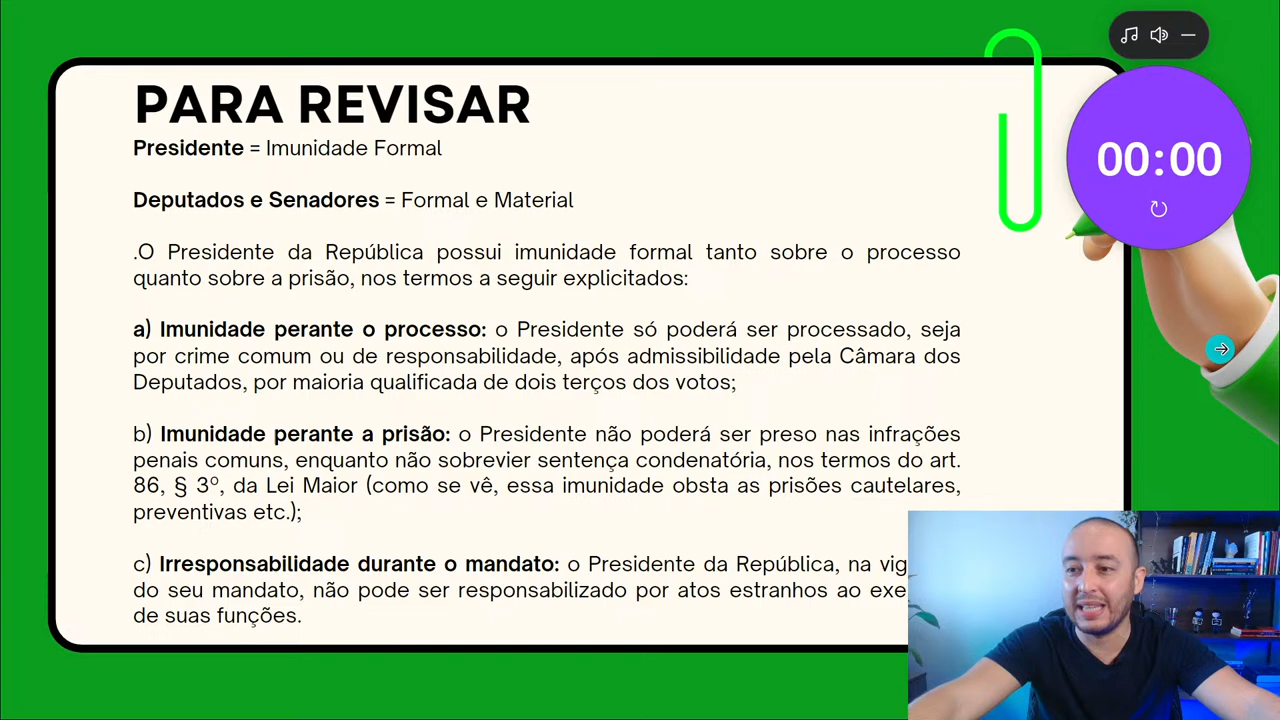 PARA REVISAR
Presidente = Imunidade Formal
Deputados e Senadores = Formal e Material
.O Presidente da República possui imunidade formal tanto sobre o processo
quanto sobre a prisão, nos termos a seguir explicitados:
a) Imunidade perante o processo: o Presidente só poderá ser processado, seja
por crime comum ou de responsabilidade, após admissibilidade pela Câmara dos
Deputados, por maioria qualificada de dois terços dos votos;
b) Imunidade perante a prisão: o Presidente não poderá ser preso nas infrações
penais comuns, enquanto não sobrevier sentença condenatória, nos termos do art.
86, § 3º, da Lei Maior (como se vê, essa imunidade obsta as prisões cautelares,
preventivas etc.);
c) Irresponsabilidade durante o mandato: o Presidente da República, na vig
do seu mandato, não pode ser responsabilizado por atos estranhos ao exe
de suas funções.
00:00